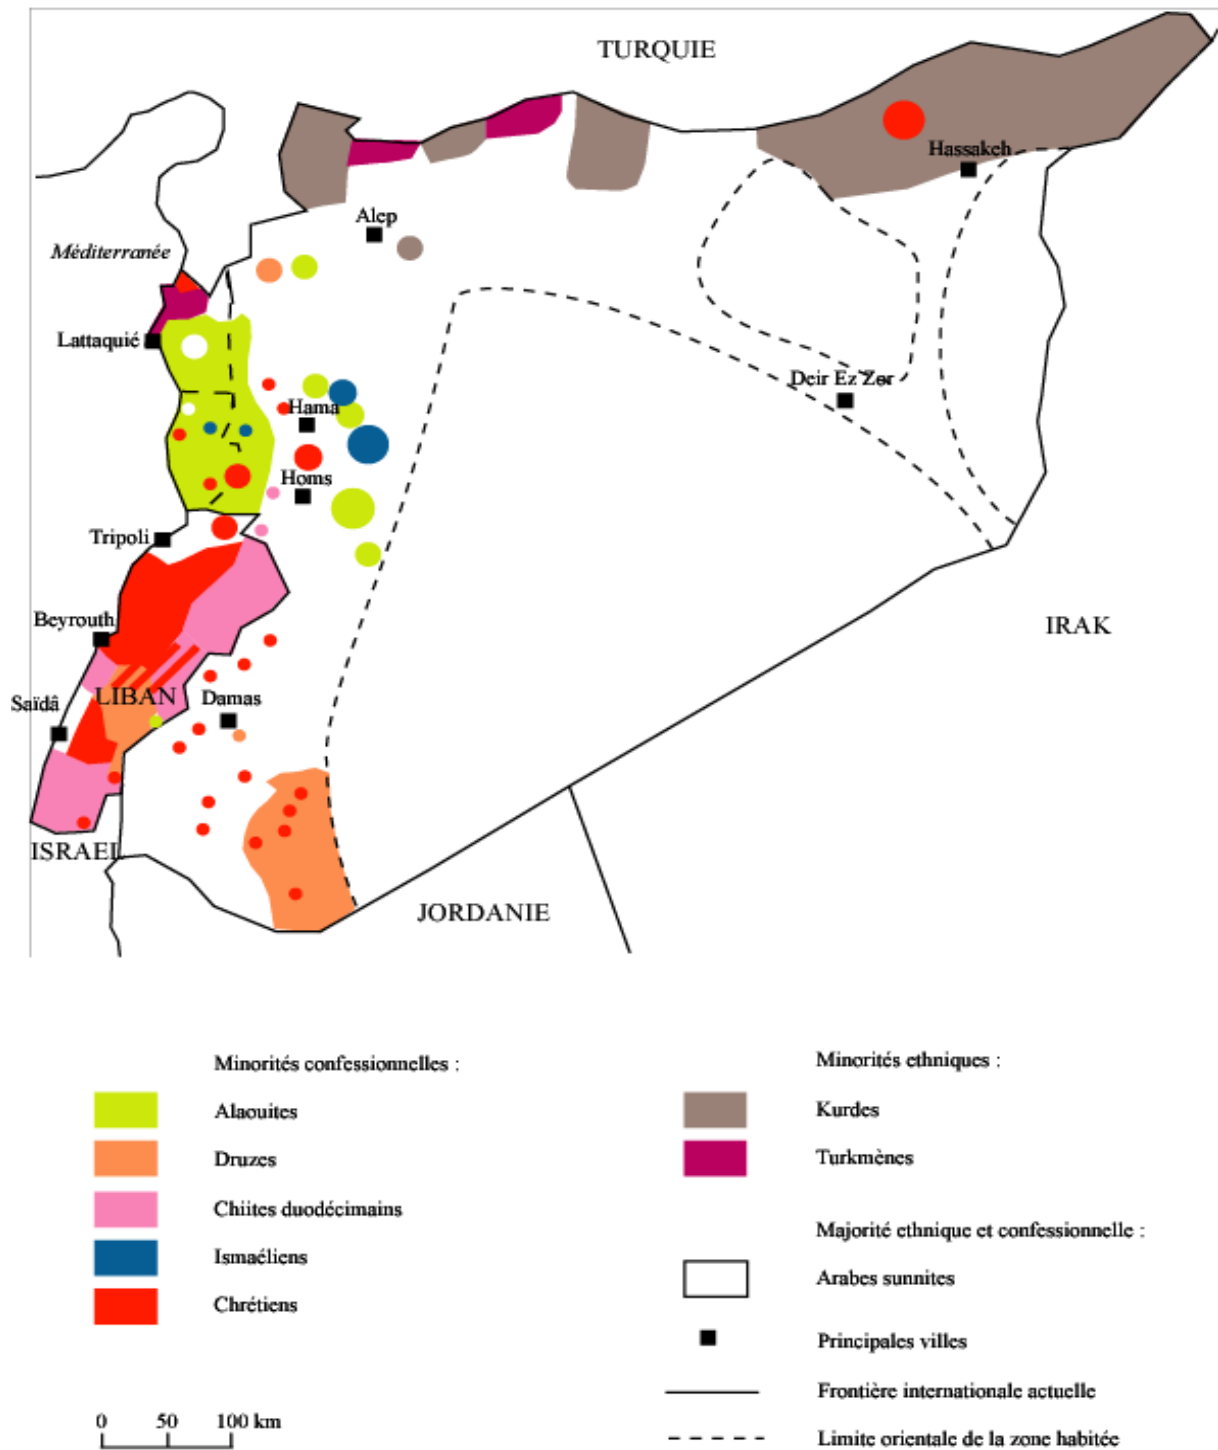 TURQUIE
Hassakeh
Alep
Méditerranée
Lattaquié
Deir Ez Zor
Hama
Homs
Tripoli
Beyrouth
IRAK
LIBAN
Damas
Saïdâ
ISRAEL
JORDANIE
Minorités confessionnelles :
Alaouites
Druzes
Chiites duodécimains
Ismaéliens
Chrétiens
0 50 100 km
Minorités ethniques :
Kurdes
Turkmènes
Majorité ethnique et confessionnelle :
Arabes sunnites
Principales villes
Frontière internationale actuelle
Limite orientale de la zone habitée